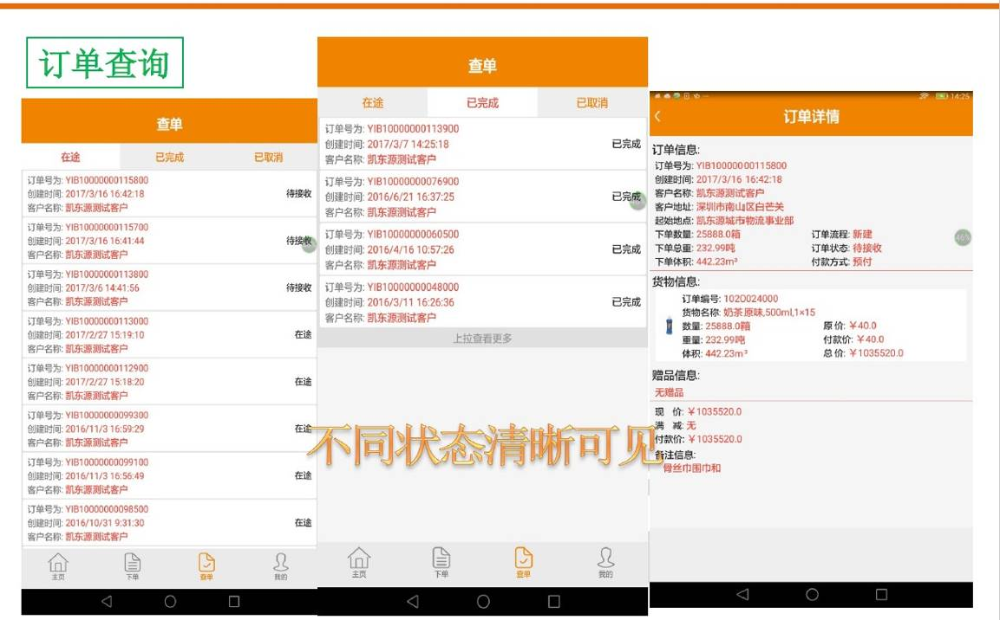 订单查询
查单
在途 已完成 已取消
订单号为: YIB10000000115800
创建时间: 2017/3/16 16:42:18 待接收
客户名称: 凯东源测试客户
订单号为: YIB10000000115700
创建时间: 2017/3/16 16:41:44 待接收
客户名称: 凯东源测试客户
订单号为: YIB10000000113800
创建时间: 2017/3/6 14:41:56 待接收
客户名称: 凯东源测试客户
订单号为: YIB10000000113000
创建时间: 2017/2/27 15:19:10 在途
客户名称: 凯东源测试客户
订单号为: YIB10000000112900
创建时间: 2017/2/27 15:18:20 在途
客户名称: 凯东源测试客户
订单号为: YIB10000000099300
创建时间: 2016/11/3 16:59:29 在途
客户名称: 凯东源测试客户
订单号为: YIB10000000099100
创建时间: 2016/11/3 16:56:49 在途
客户名称: 凯东源测试客户
订单号为: YIB10000000098500
创建时间: 2016/10/31 9:31:30 在途
客户名称: 凯东源测试客户
主页 下单 查单 我的
查单
在途 已完成 已取消
订单号为: YIB10000000113900
创建时间: 2017/3/7 14:25:18 已完成
客户名称: 凯东源测试客户
订单号为: YIB10000000076900
创建时间: 2016/6/21 16:37:25 已完成
客户名称: 凯东源测试客户
订单号为: YIB10000000060500
创建时间: 2016/4/16 10:57:26 已完成
客户名称: 凯东源测试客户
订单号为: YIB10000000048000
创建时间: 2016/3/11 16:26:36 已完成
客户名称: 凯东源测试客户
上拉查看更多
不同状态清晰可见
主页 下单 查单 我的
14:25
订单详情
订单信息:
订单号为: YIB10000000115800
创建时间: 2017/3/16 16:42:18
客户名称: 凯东源测试客户
客户地址: 深圳市南山区白芒关
起始地点: 凯东源城市物流事业部
下单数量: 25888.0箱 订单流程: 新建
下单总重: 232.99吨 订单状态: 待接收
下单体积: 442.23m³ 付款方式: 预付
46%
货物信息:
订单编号: 1020024000
货物名称: 奶茶原味,500ml,1×15
数量: 25888.0箱 原价: ￥40.0
重量: 232.99吨 付款价: ￥40.0
体积: 442.23m³ 总价: ￥1035520.0
赠品信息:
无赠品
现 价: ￥1035520.0
满 减: 无
付款价: ￥1035520.0
备注信息:
骨丝巾围巾和